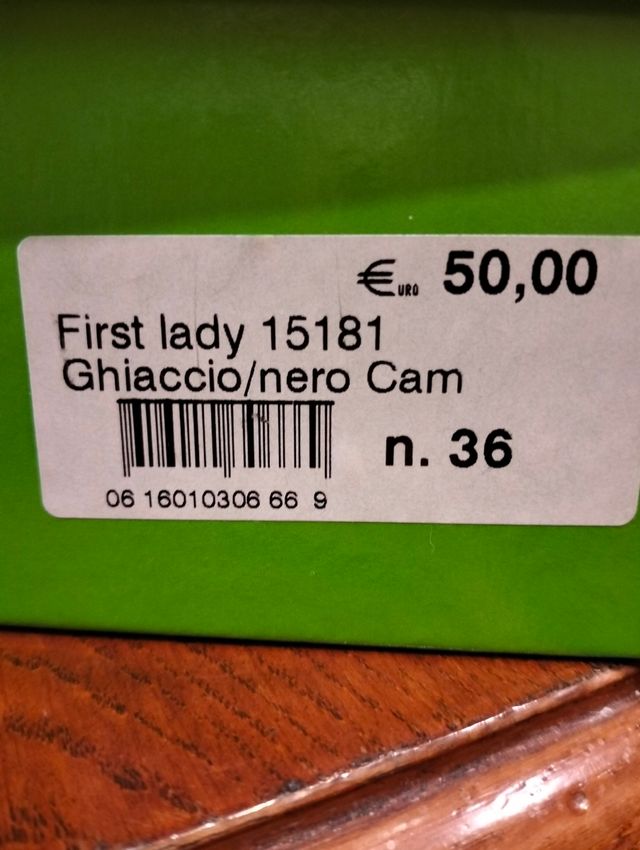 €URO 50,00
First lady 15181
Ghiaccio/nero Cam
n. 36
06 16010306 66 9